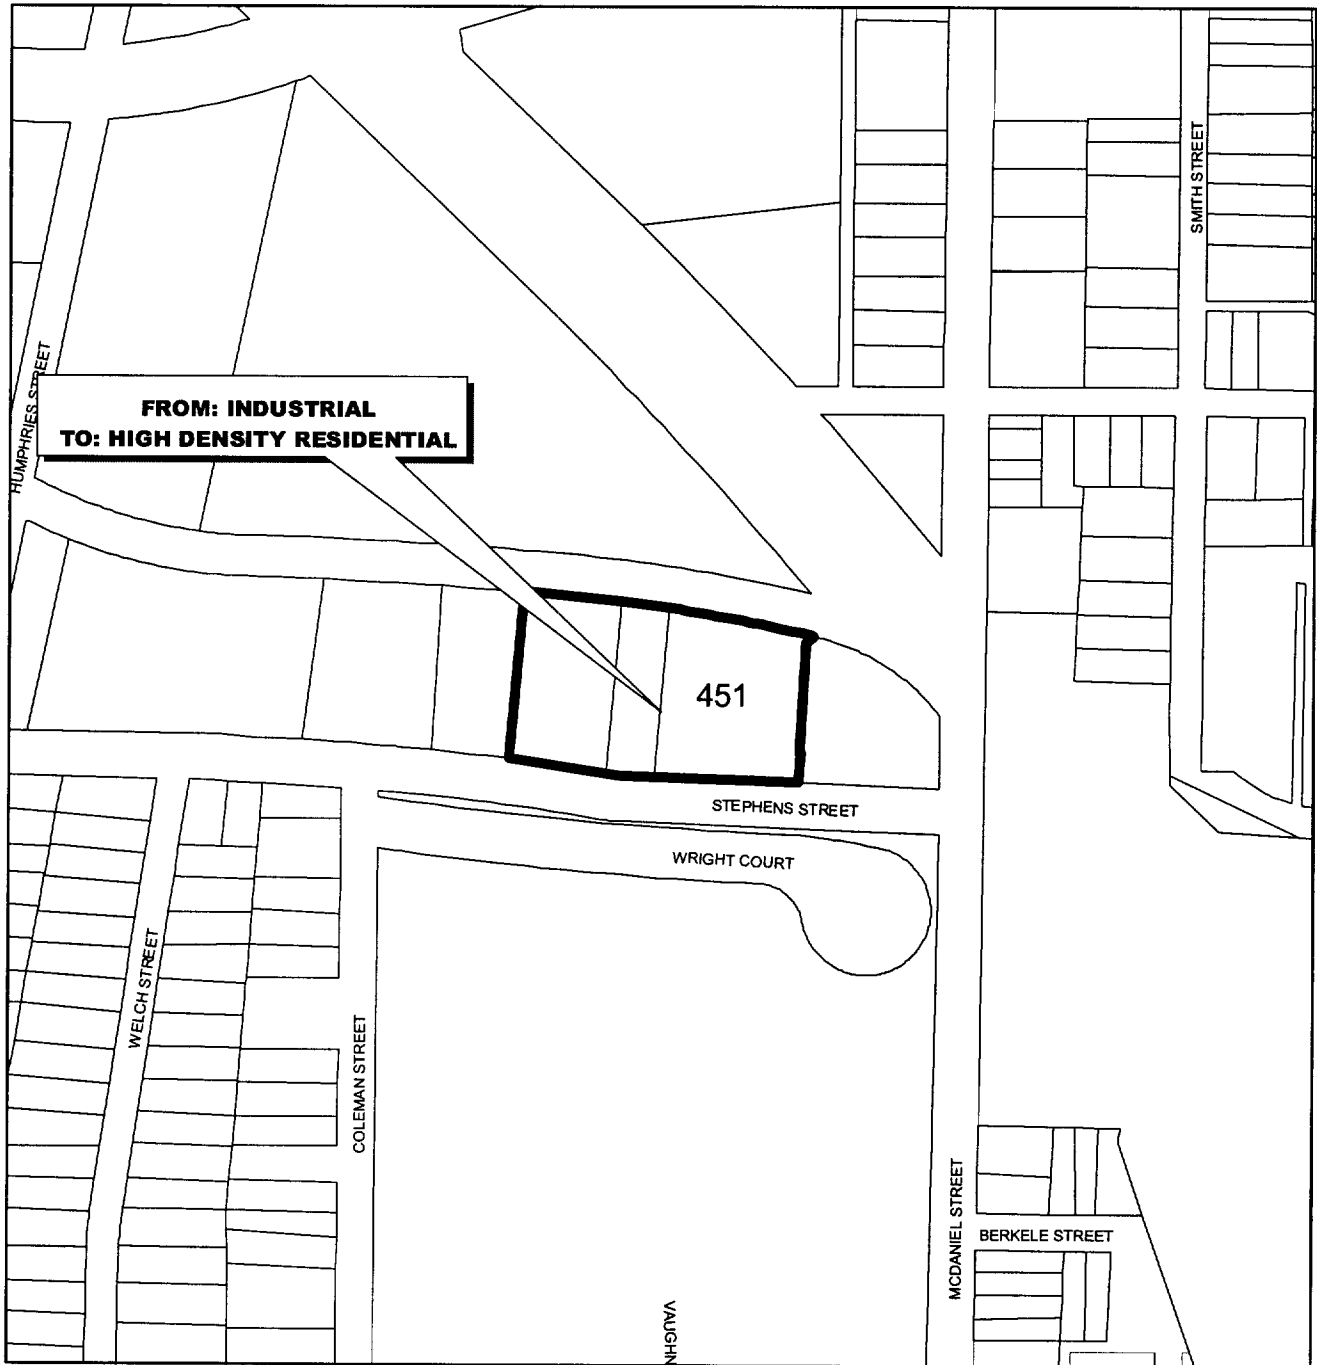 SMITH STREET
HUMPHRIES STREET
FROM: INDUSTRIAL
TO: HIGH DENSITY RESIDENTIAL
451
STEPHENS STREET
WRIGHT COURT
WELCH STREET
COLEMAN STREET
MCDANIEL STREET
BERKELE STREET
VAUGHN